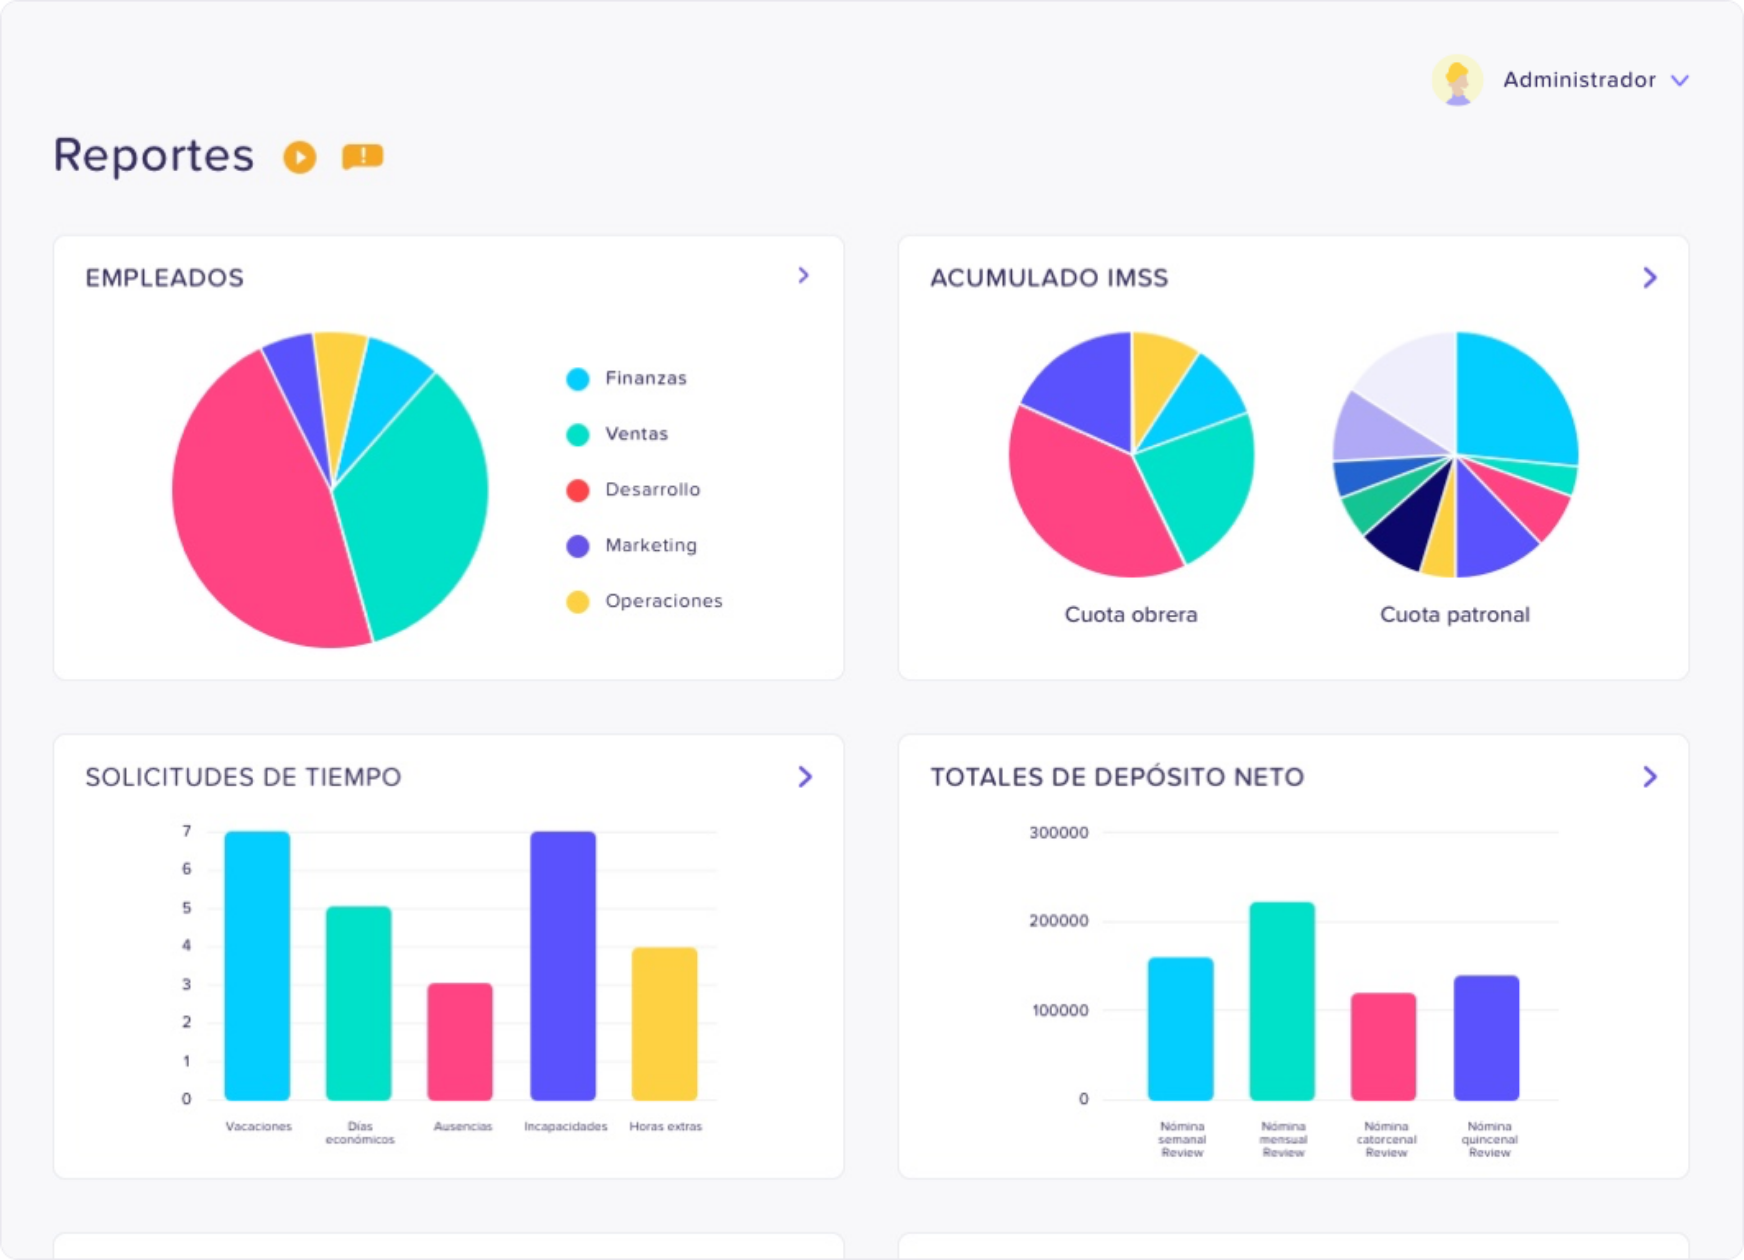 Administrador
Reportes
EMPLEADOS
Finanzas
Ventas
Desarrollo
Marketing
Operaciones
ACUMULADO IMSS
Cuota obrera
Cuota patronal
SOLICITUDES DE TIEMPO
7
6
5
4
3
2
1
0
Vacaciones
Días
económicos
Ausencias
Incapacidades
Horas extras
TOTALES DE DEPÓSITO NETO
300000
200000
100000
0
Nómina
semanal
Review
Nómina
mensual
Review
Nómina
catorcenal
Review
Nómina
quincenal
Review